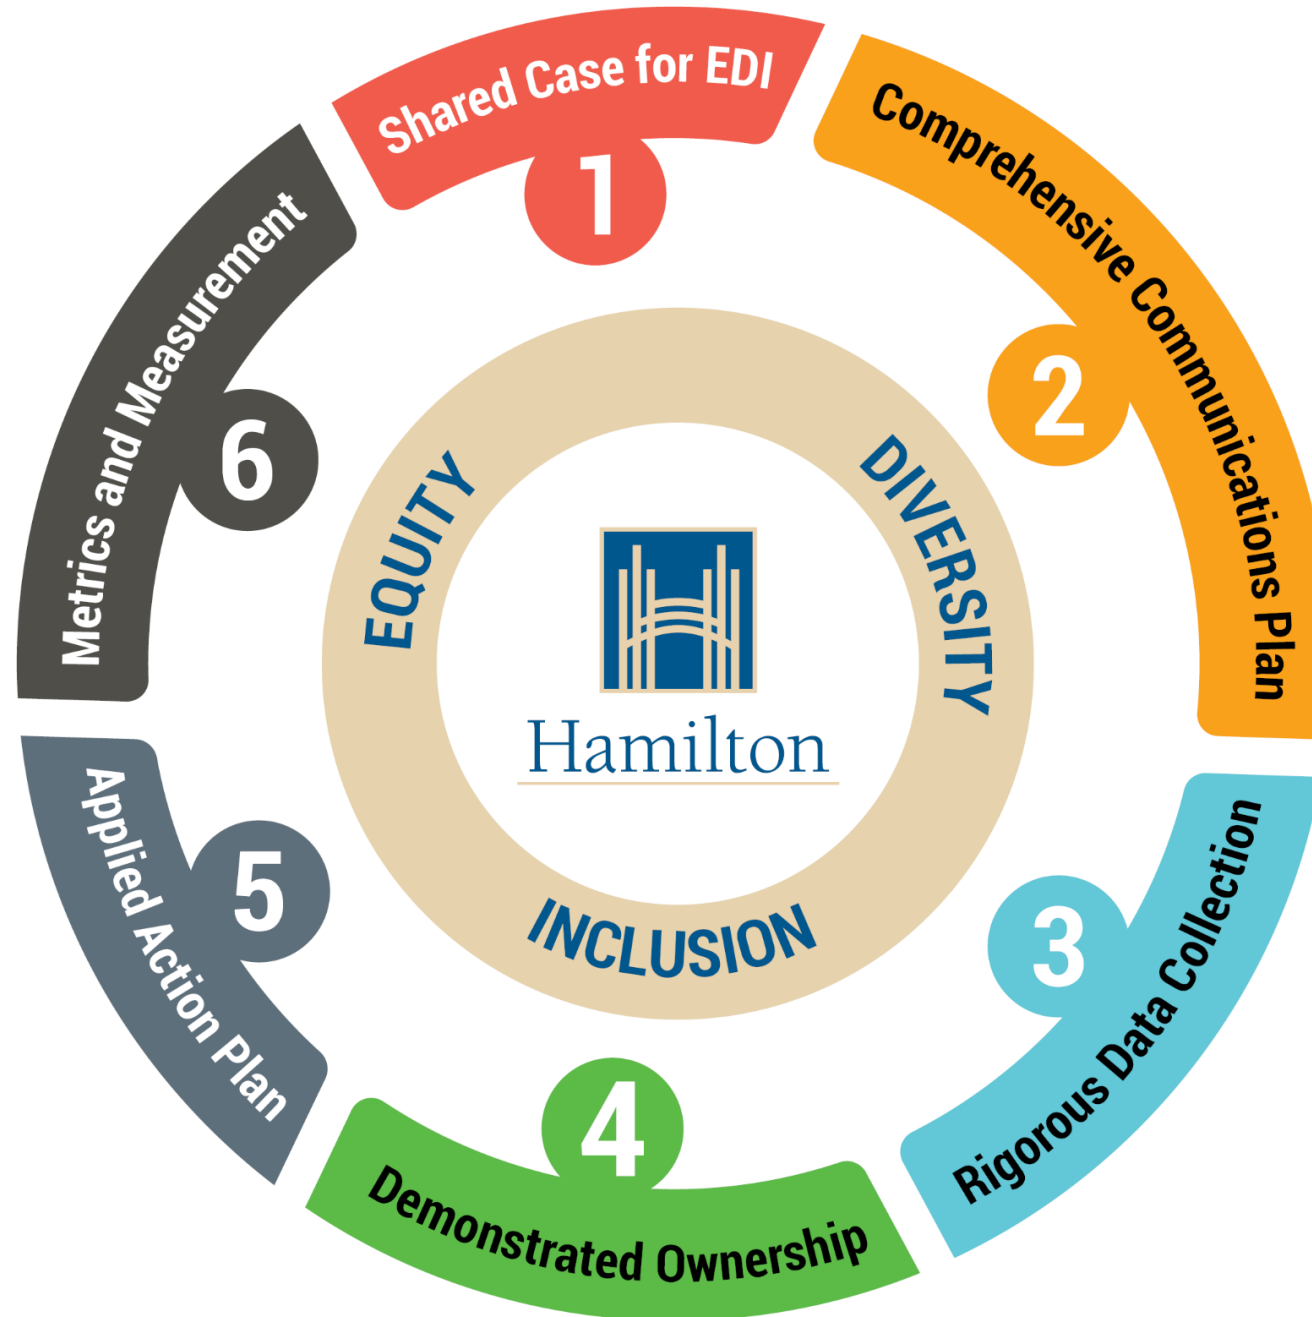 Shared Case for EDI
1
Comprehensive Communications Plan
2
Rigorous Data Collection
3
Demonstrated Ownership
4
Applied Action Plan
5
Metrics and Measurement
6
EQUITY
DIVERSITY
INCLUSION
Hamilton